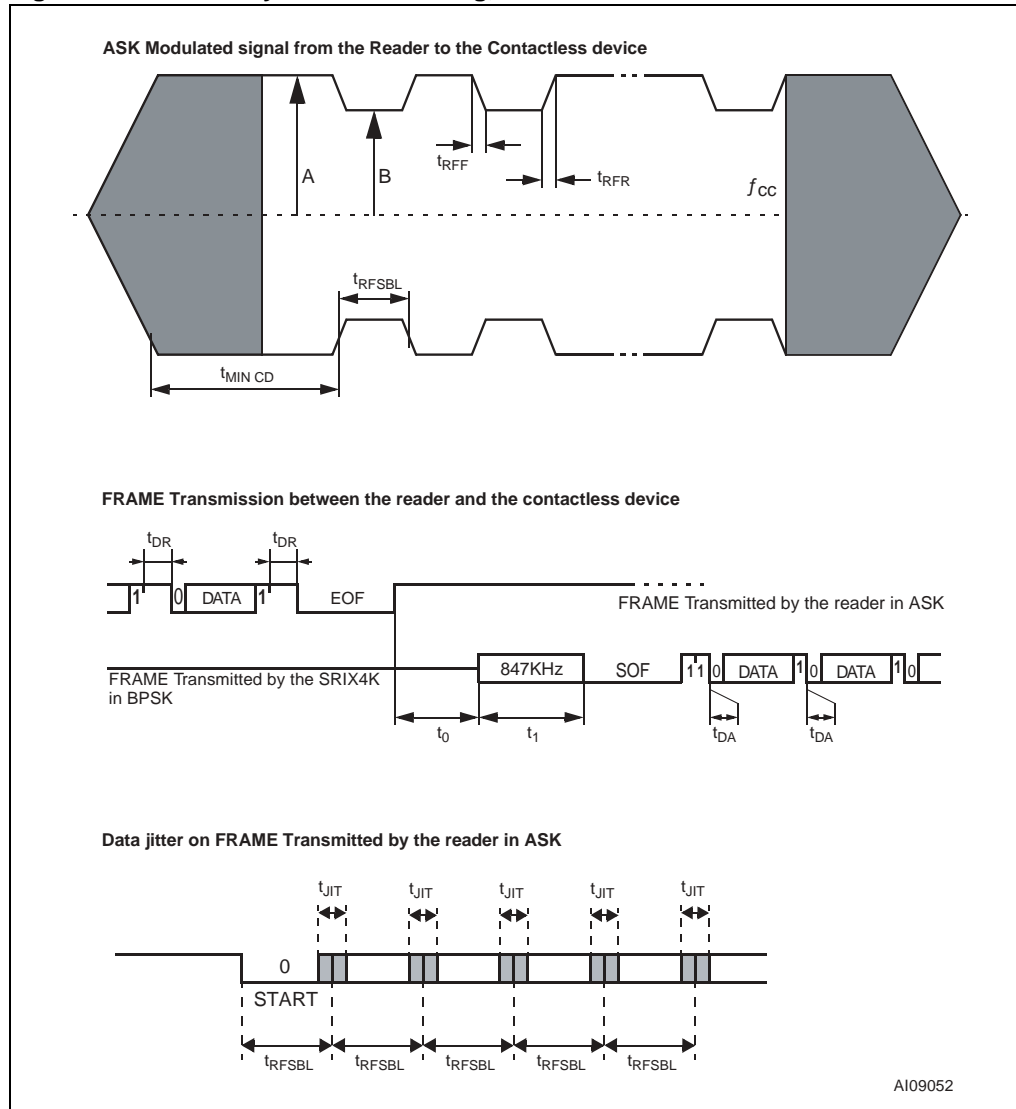 ASK Modulated signal from the Reader to the Contactless device
A
B
tRFF
tRFR
fCC
tRFSBL
tMIN CD
FRAME Transmission between the reader and the contactless device
tDR
tDR
1 0 DATA 1 EOF
FRAME Transmitted by the reader in ASK
847KHz SOF 1 1 0 DATA 1 0 DATA 1 0
FRAME Transmitted by the SRIX4K
in BPSK
t0
t1
tDA
tDA
Data jitter on FRAME Transmitted by the reader in ASK
tJIT tJIT tJIT tJIT tJIT
0
START
tRFSBL tRFSBL tRFSBL tRFSBL tRFSBL
AI09052